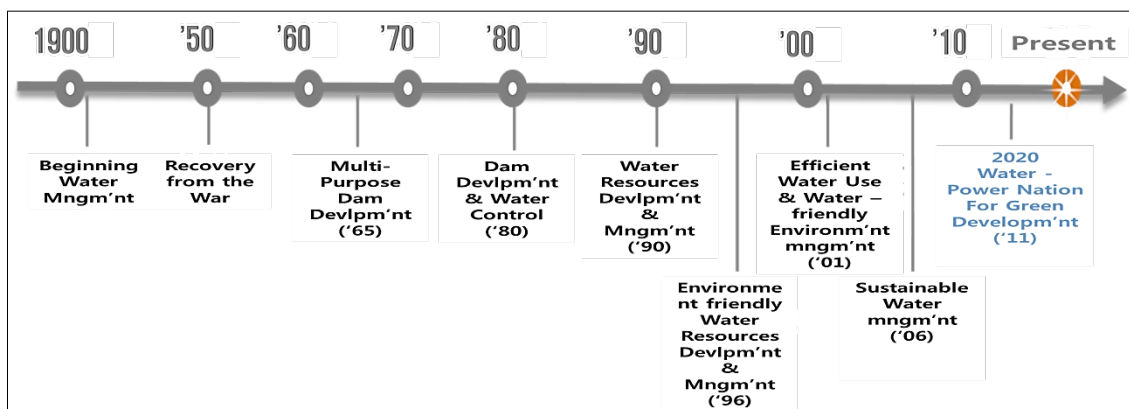 1900 ’50 ’60 ’70 ’80 ’90 ’00 ’10 Present
Beginning
Water
Mngm’nt
Recovery
from the
War
Multi-
Purpose
Dam
Devlpm’nt
(‘65)
Dam
Devlpm’nt
& Water
Control
(‘80)
Water
Resources
Devlpm’nt
&
Mngm’nt
(‘90)
Environme
nt friendly
Water
Resources
Devlpm’nt
&
Mngm’nt
(‘96)
Efficient
Water Use
& Water –
friendly
Environm’nt
mngm’nt
(‘01)
Sustainable
Water
mngm’nt
(‘06)
2020
Water -
Power Nation
For Green
Developm’nt
(‘11)